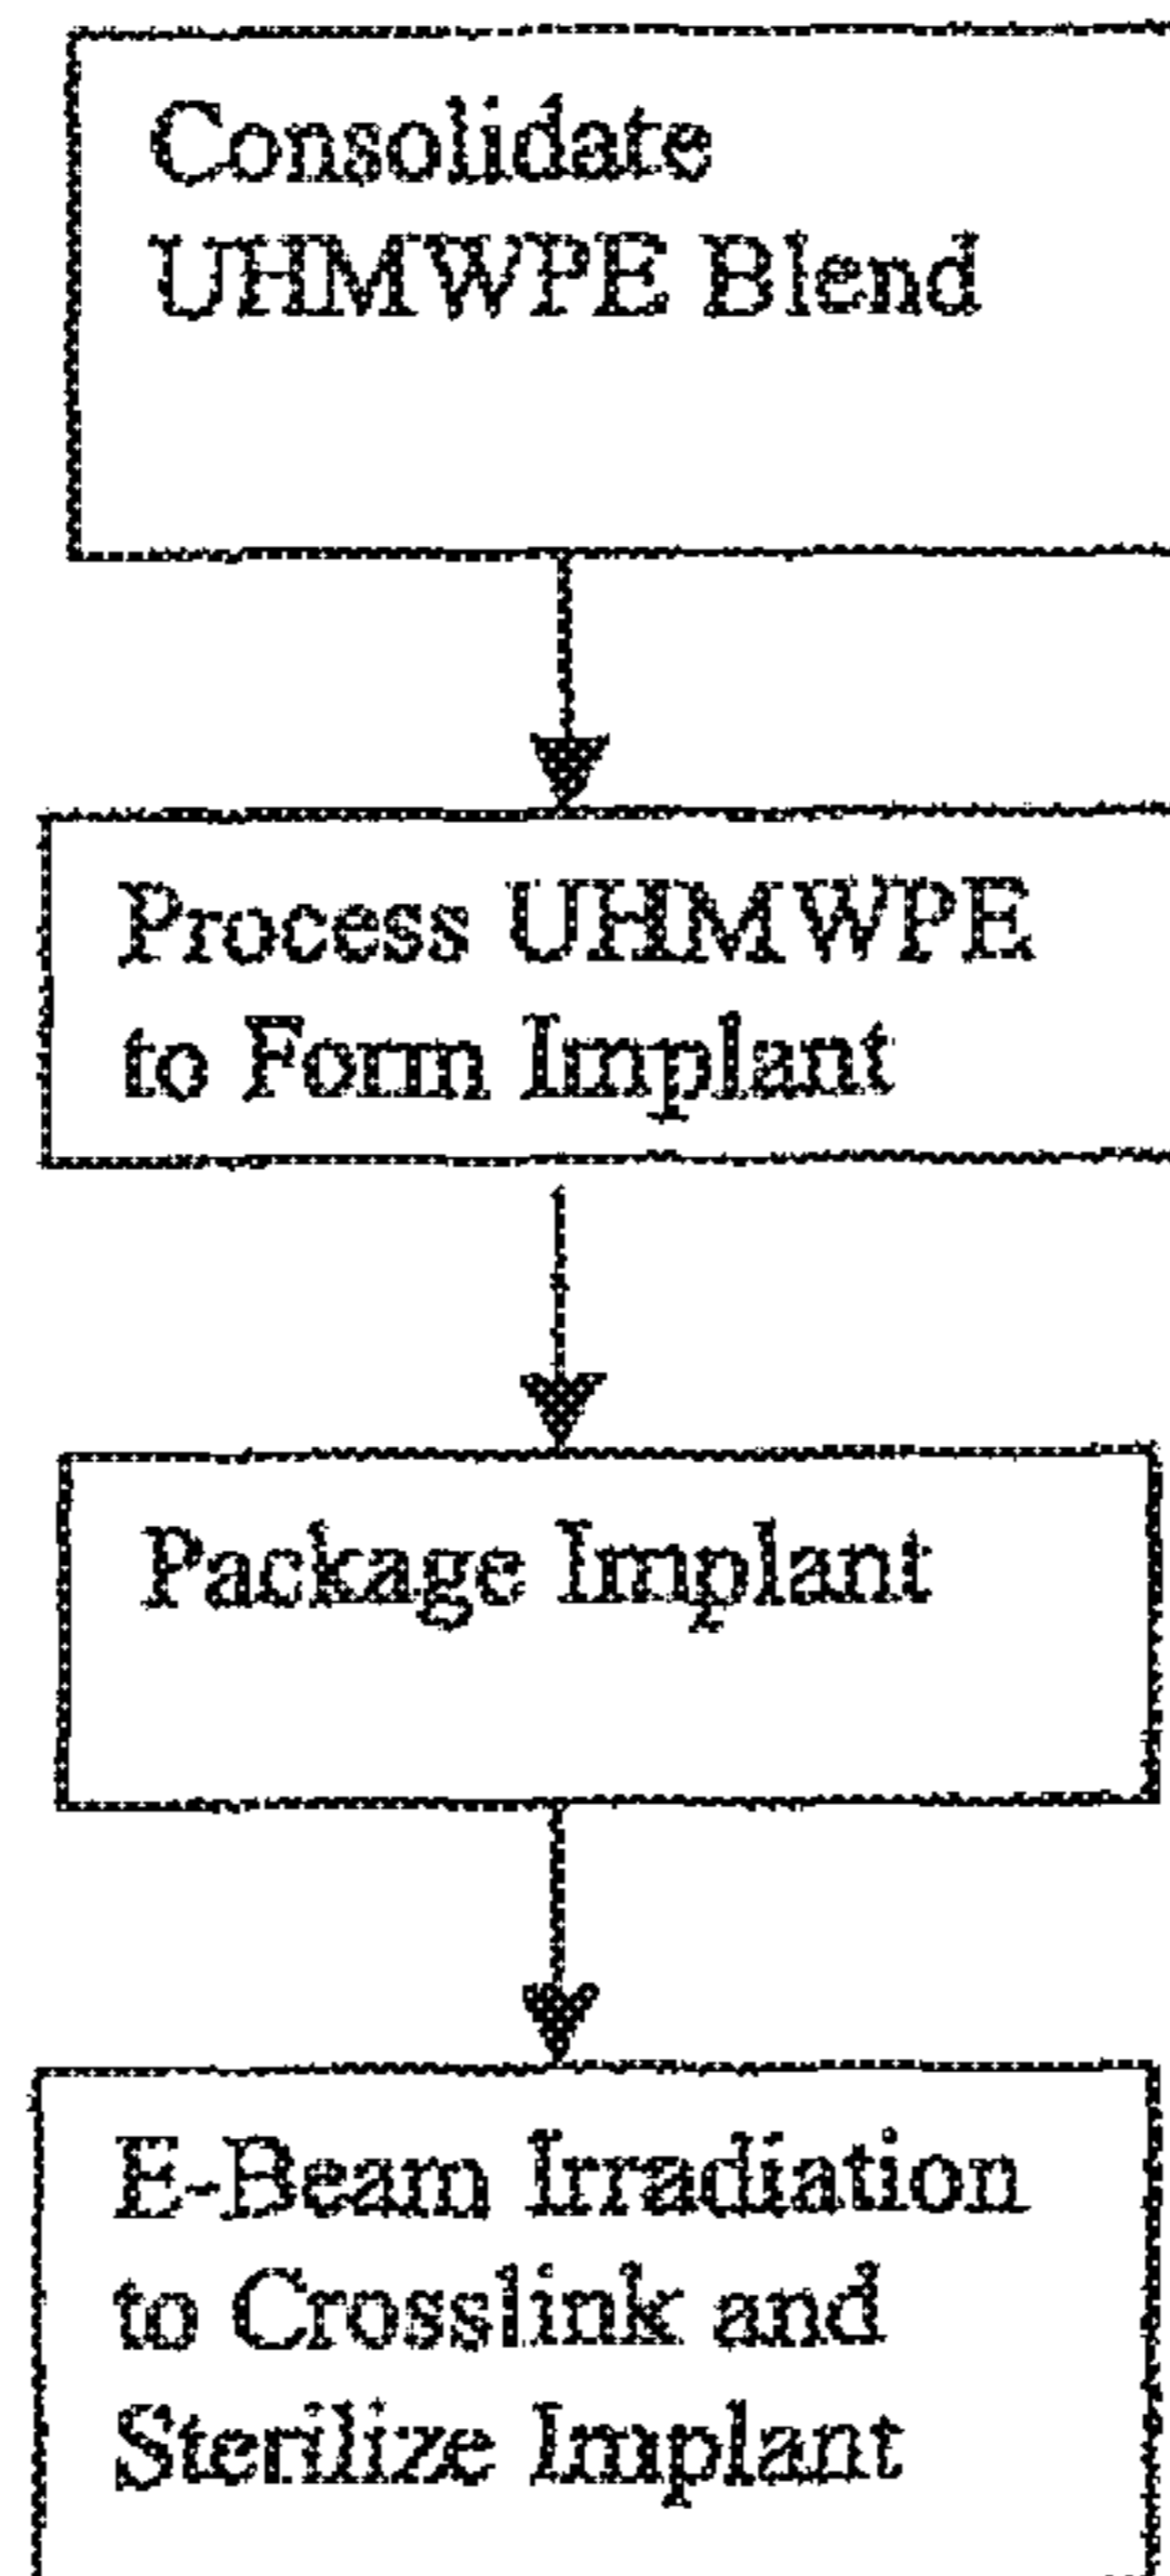 Consolidate
UHMWPE Blend
Process UHMWPE
to Form Implant
Package Implant
E-Beam Irradiation
to Crosslink and
Sterilize Implant